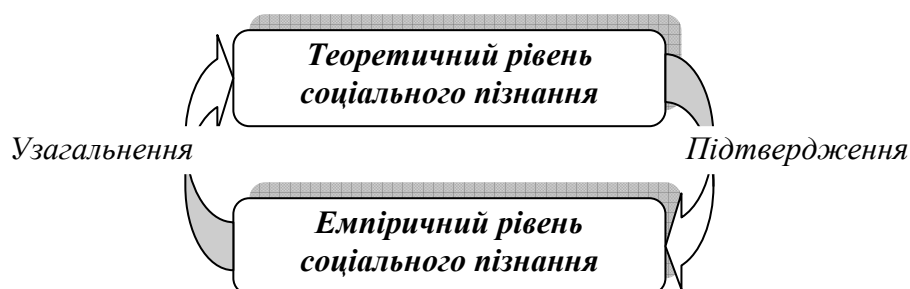 Теоретичний рівень
соціального пізнання
Узагальнення
Підтвердження
Емпіричний рівень
соціального пізнання